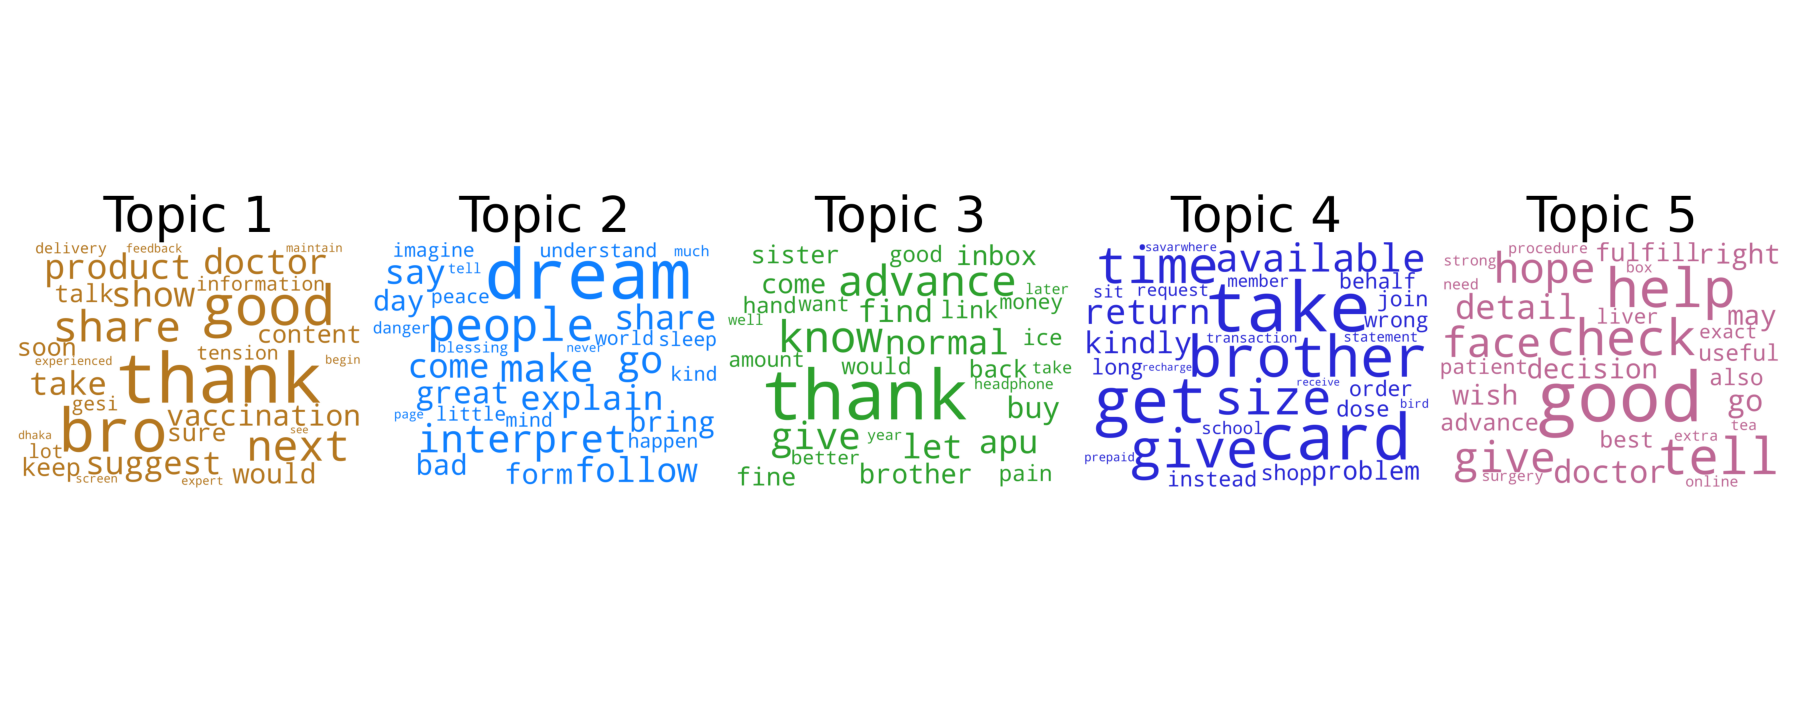 Topic 1
delivery feedback maintain
product doctor
information
talk show good
share content
soon tension
experienced thank begin
take
gesi vaccination
bro sure see
dhaka next
lot suggest would
keep screen expert
Topic 2
imagine understand much
say tell dream
day peace
danger people share
blessing never world sleep
come make go kind
great explain
page little mind bring
interpret happen
bad form follow
Topic 3
sister good inbox
come advance later
hand want find link money
well know normal ice
amount would back take
thank headphone
buy
give year let apu
better
fine brother pain
Topic 4
•savarwhere
time available
member behalf
sit request take join
return wrong
kindly transaction statement
brother
long recharge
get size receive order
dose bird
school card
prepaid give
instead shop problem
Topic 5
procedure fulfill right
strong hope box
need help
detail liver may
face check exact
useful
patient decision
wish good also
go
advance tea
best extra
give doctor tell
surgery online